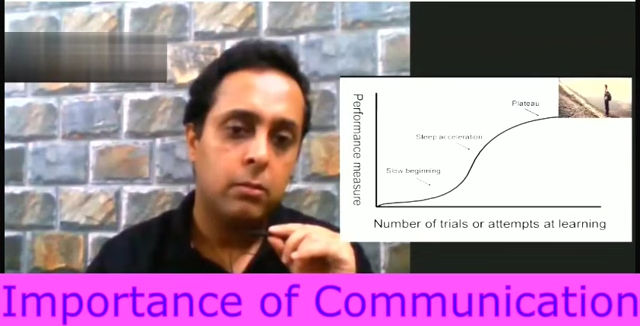 Performance measure
Plateau
Sleep acceleration
Slow beginning
Number of trials or attempts at learning
Importance of Communication